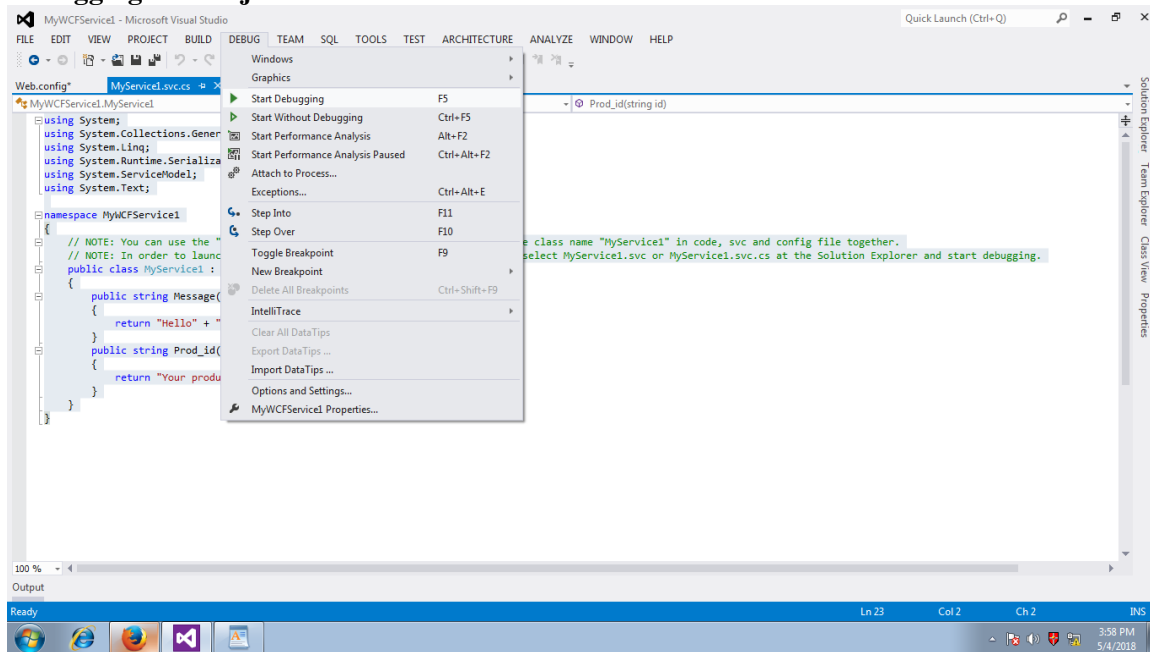 MyWCFService1 - Microsoft Visual Studio
Quick Launch (Ctrl+Q)
FILE EDIT VIEW PROJECT BUILD DEBUG TEAM SQL TOOLS TEST ARCHITECTURE ANALYZE WINDOW HELP
Web.config* MyService1.svc.cs
MyWCFService1.MyService1
Prod_id(string id)
Windows
Graphics
Start Debugging F5
Start Without Debugging Ctrl+F5
Start Performance Analysis Alt+F2
Start Performance Analysis Paused Ctrl+Alt+F2
Attach to Process...
Exceptions... Ctrl+Alt+E
Step Into F11
Step Over F10
Toggle Breakpoint F9
New Breakpoint
Delete All Breakpoints Ctrl+Shift+F9
IntelliTrace
Clear All DataTips
Export DataTips ...
Import DataTips ...
Options and Settings...
MyWCFService1 Properties...
using System;
using System.Collections.Gener
using System.Linq;
using System.Runtime.Serializa
using System.ServiceModel;
using System.Text;
namespace MyWCFService1
{
// NOTE: You can use the " e class name "MyService1" in code, svc and config file together.
// NOTE: In order to launc select MyService1.svc or MyService1.svc.cs at the Solution Explorer and start debugging.
public class MyService1 :
{
public string Message(
{
return "Hello" + "
}
public string Prod_id(
{
return "Your produ
}
}
}
Solution Explorer
Team Explorer
Class View
Properties
100 %
Output
Ready
Ln 23 Col 2 Ch 2 INS
3:58 PM
5/4/2018